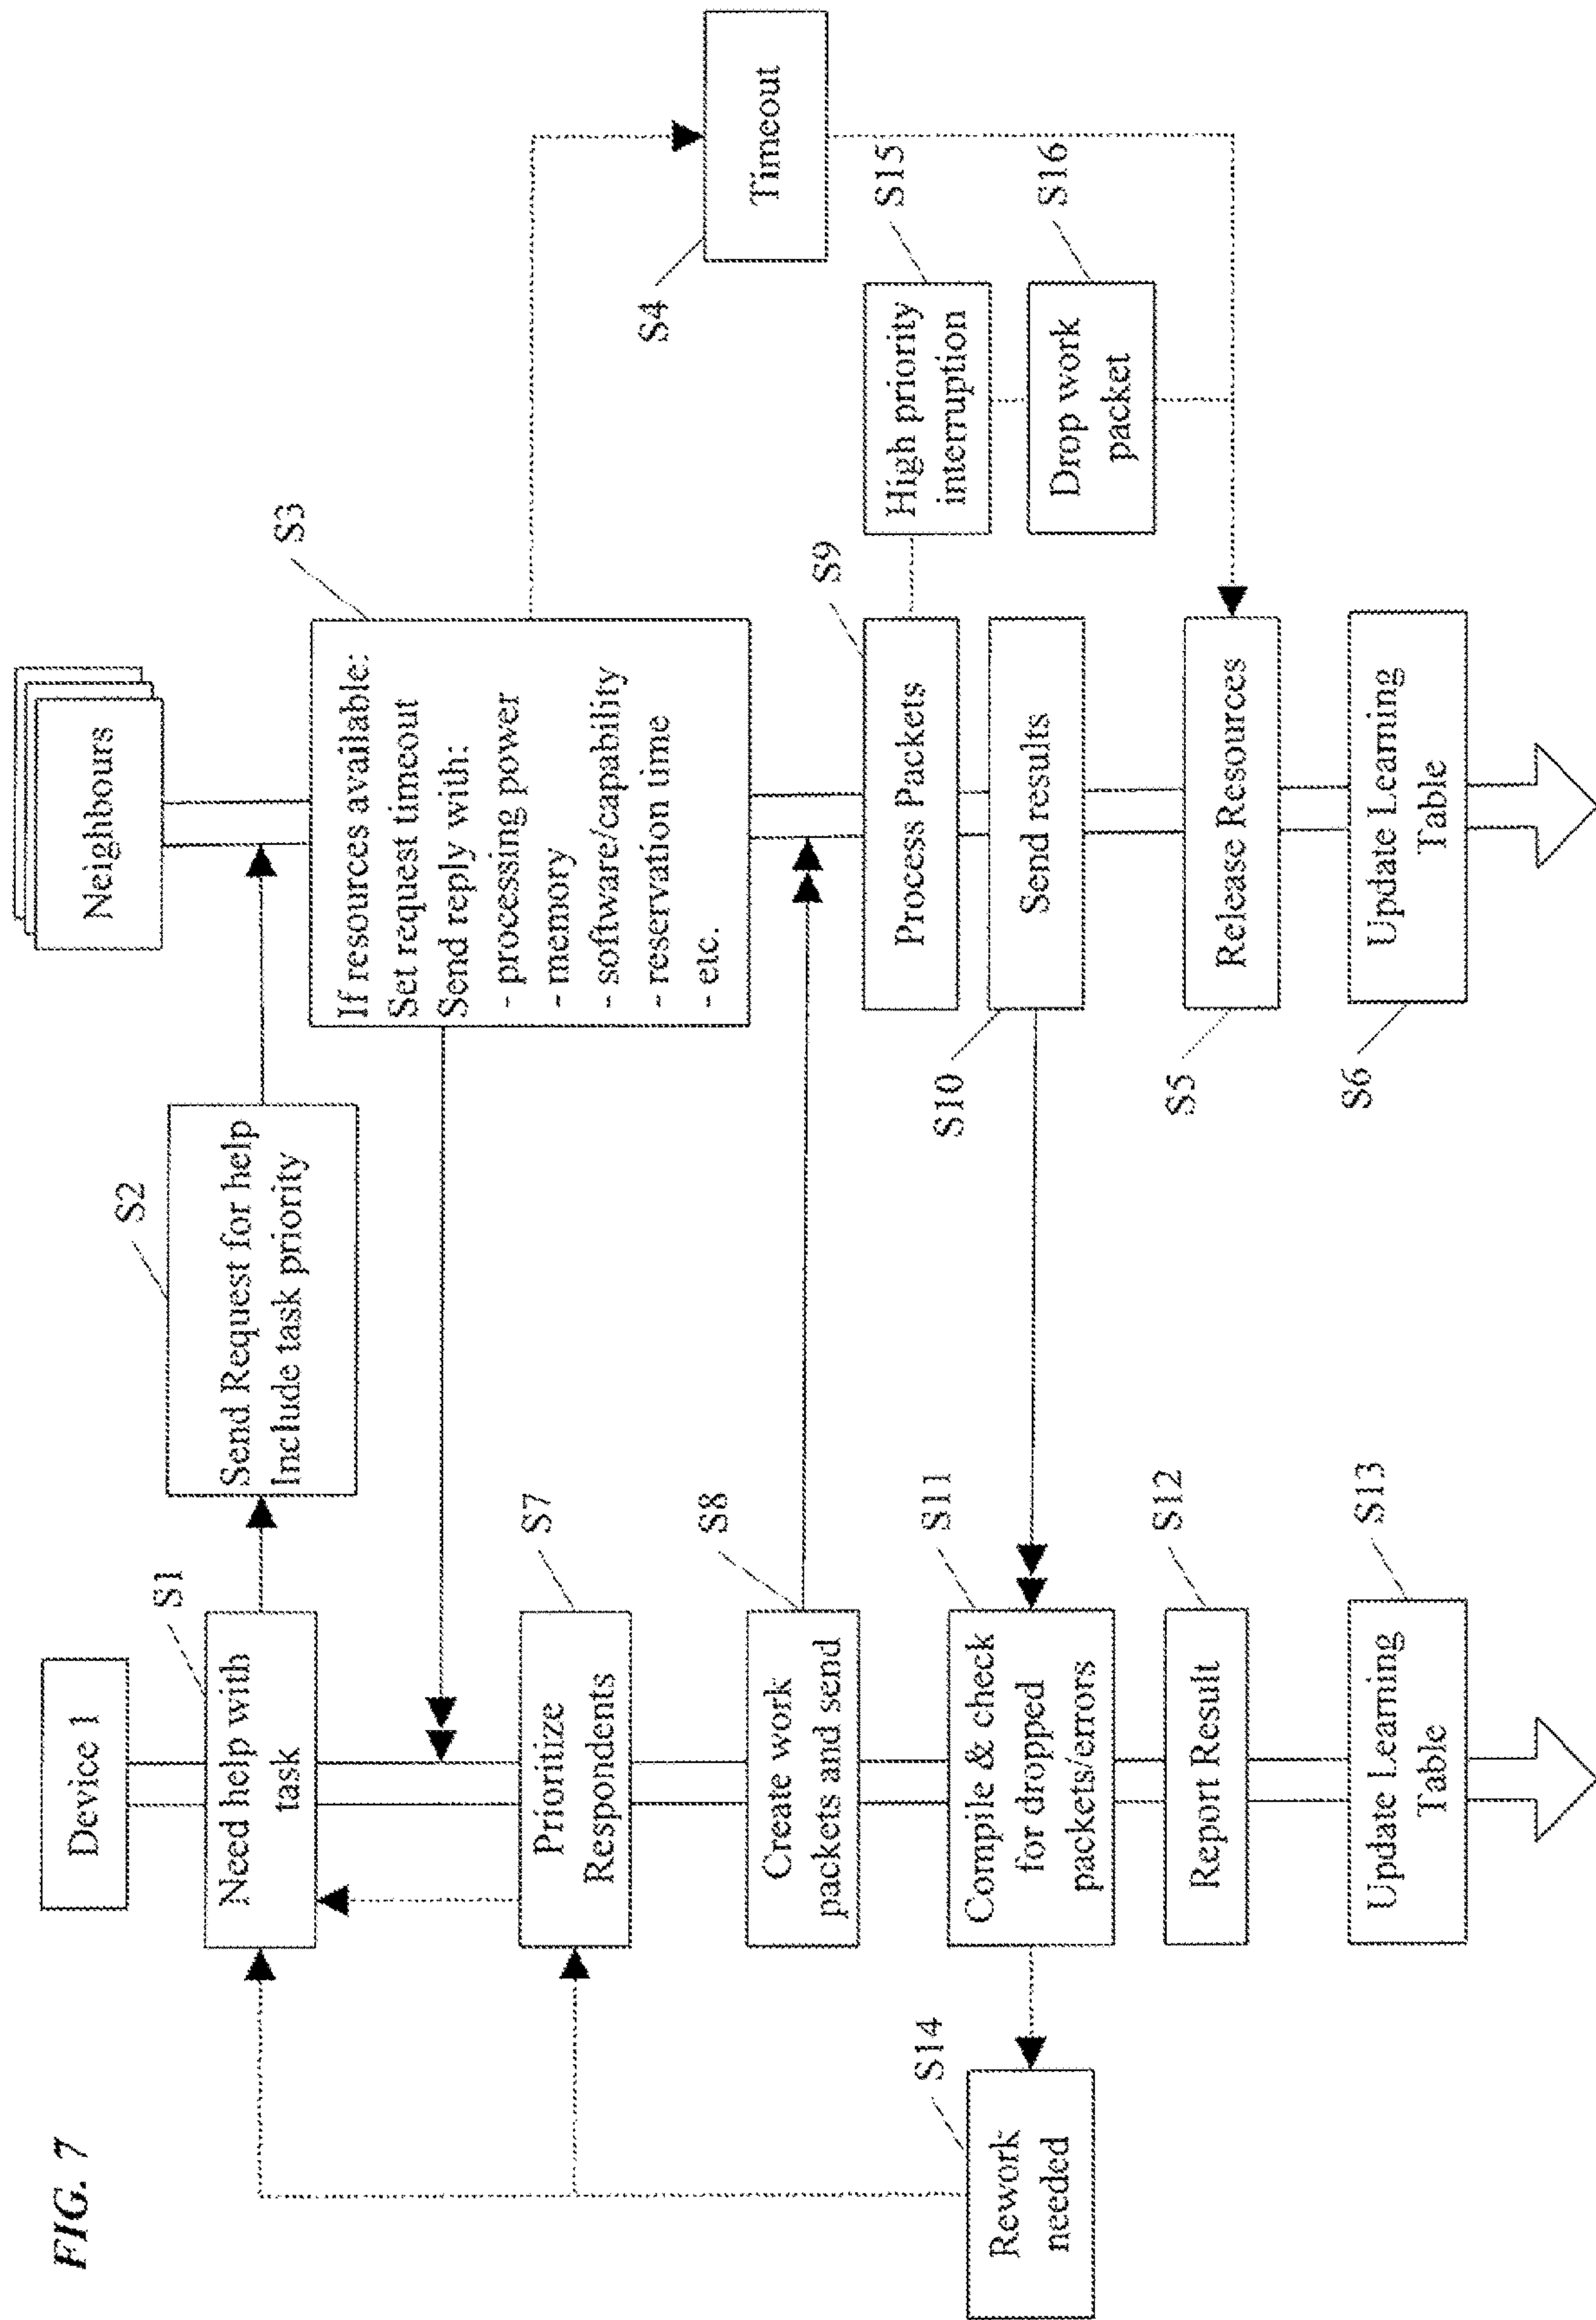 FIG. 7
Device 1
Neighbours
S1
Need help with
task
S2
Send Request for help
Include task priority
S3
If resources available:
Set request timeout
Send reply with:
- processing power
- memory
- software/capability
- reservation time
- etc.
S4
Timeout
S7
Prioritize
Respondents
S8
Create work
packets and send
S9
Process Packets
S15
High priority
interruption
S16
Drop work
packet
S10
Send results
S11
Compile & check
for dropped
packets/errors
S14
Rework
needed
S12
Report Result
S5
Release Resources
S13
Update Learning
Table
S6
Update Learning
Table